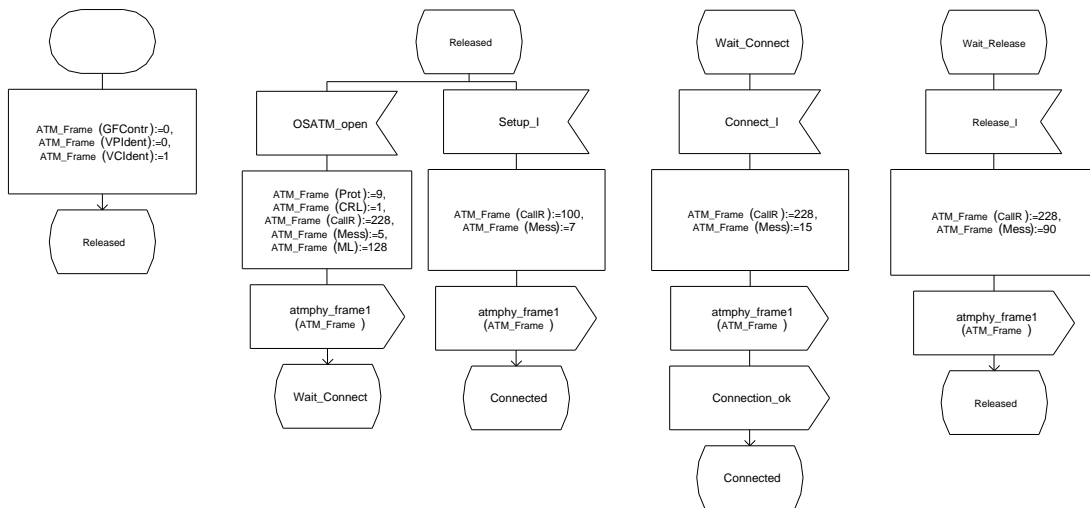 ATM_Frame (GFContr):=0,
ATM_Frame (VPIdent):=0,
ATM_Frame (VCIdent):=1
Released
Released
OSATM_open
ATM_Frame (Prot):=9,
ATM_Frame (CRL):=1,
ATM_Frame (CallR):=228,
ATM_Frame (Mess):=5,
ATM_Frame (ML):=128
atmphy_frame1
(ATM_Frame )
Wait_Connect
Setup_I
ATM_Frame (CallR):=100,
ATM_Frame (Mess):=7
atmphy_frame1
(ATM_Frame )
Connected
Wait_Connect
Connect_I
ATM_Frame (CallR):=228,
ATM_Frame (Mess):=15
atmphy_frame1
(ATM_Frame )
Connection_ok
Connected
Wait_Release
Release_I
ATM_Frame (CallR):=228,
ATM_Frame (Mess):=90
atmphy_frame1
(ATM_Frame )
Released